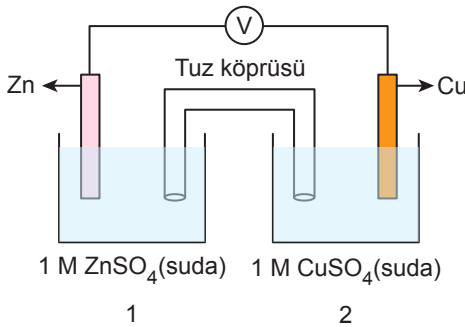 V
Tuz köprüsü
Zn
Cu
1 M ZnSO₄(suda) 1 M CuSO₄(suda)
1 2